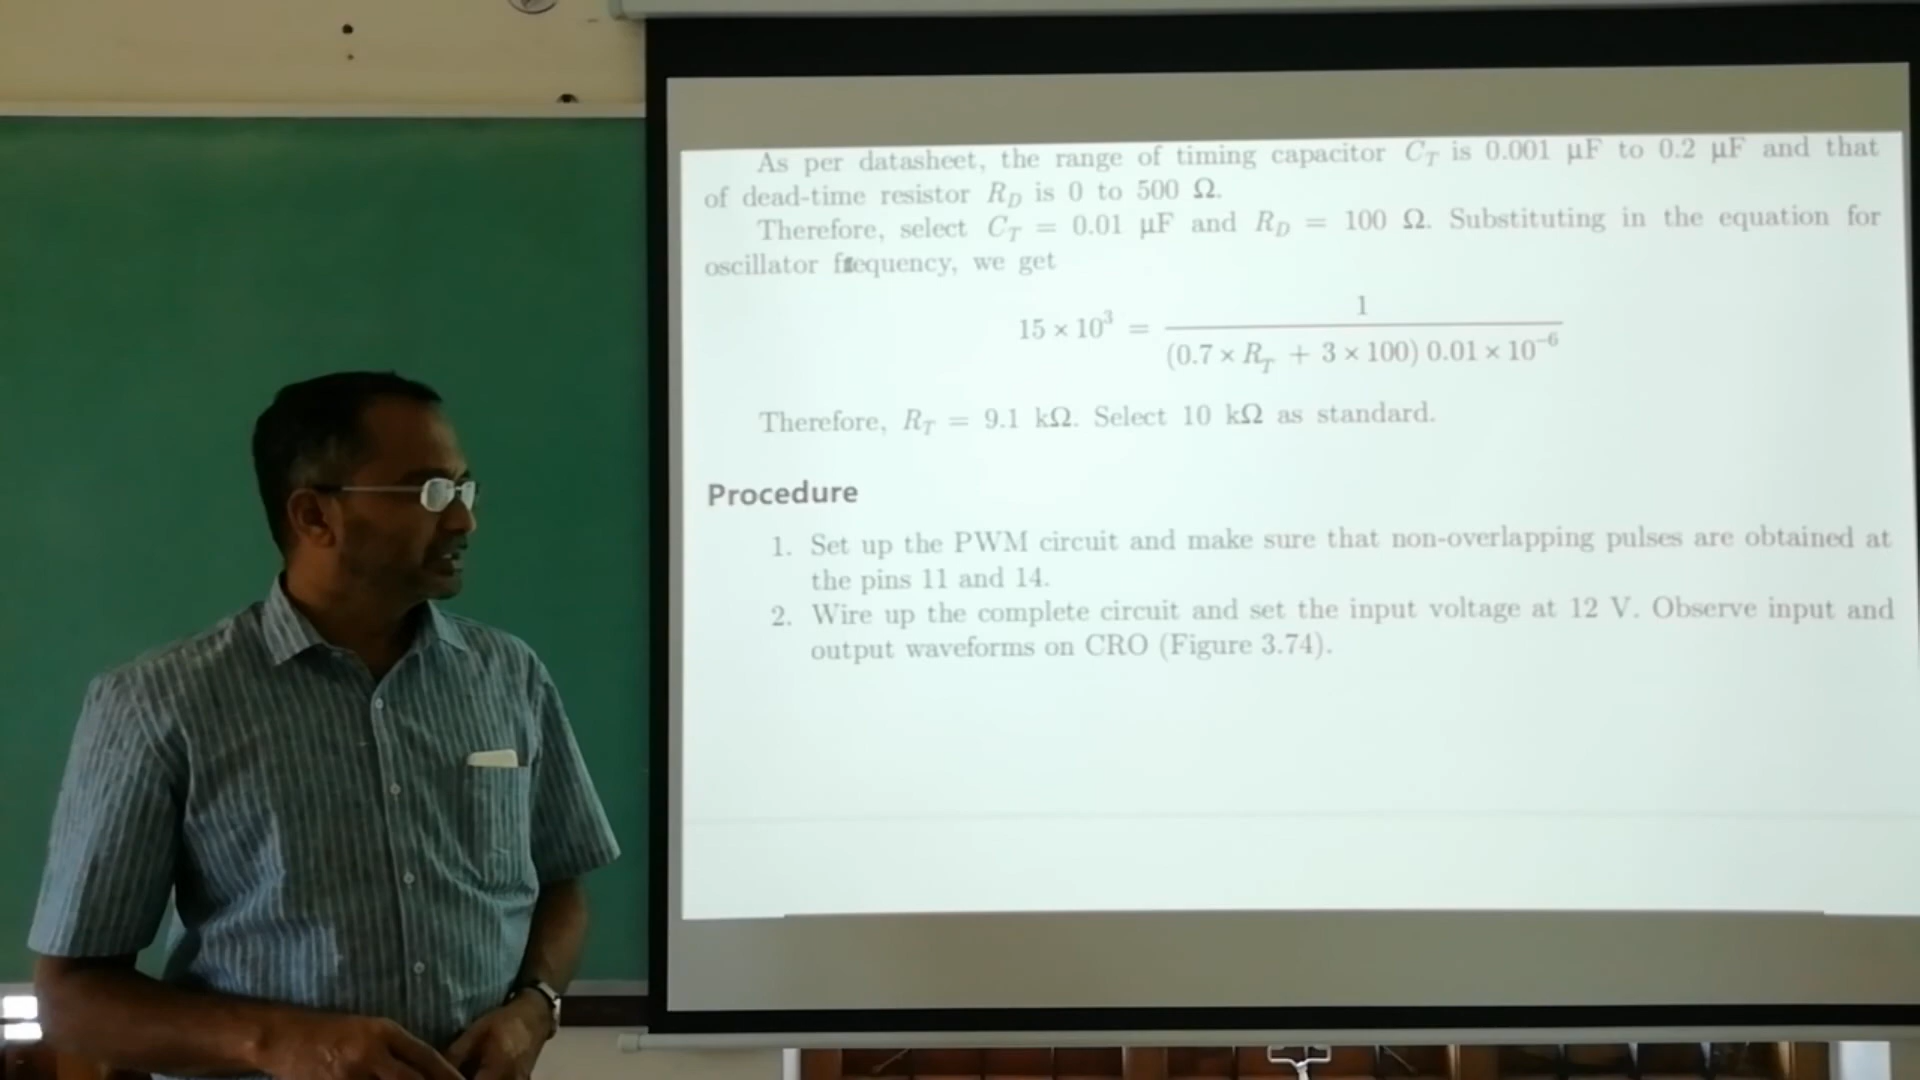 As per datasheet, the range of timing capacitor C_T is 0.001 μF to 0.2 μF and that
of dead-time resistor R_D is 0 to 500 Ω.
Therefore, select C_T = 0.01 μF and R_D = 100 Ω. Substituting in the equation for
oscillator frequency, we get
15 × 10³ = 1 / ((0.7 × R_T + 3 × 100) 0.01 × 10⁻⁶)
Therefore, R_T = 9.1 kΩ. Select 10 kΩ as standard.
Procedure
1. Set up the PWM circuit and make sure that non-overlapping pulses are obtained at
the pins 11 and 14.
2. Wire up the complete circuit and set the input voltage at 12 V. Observe input and
output waveforms on CRO (Figure 3.74).